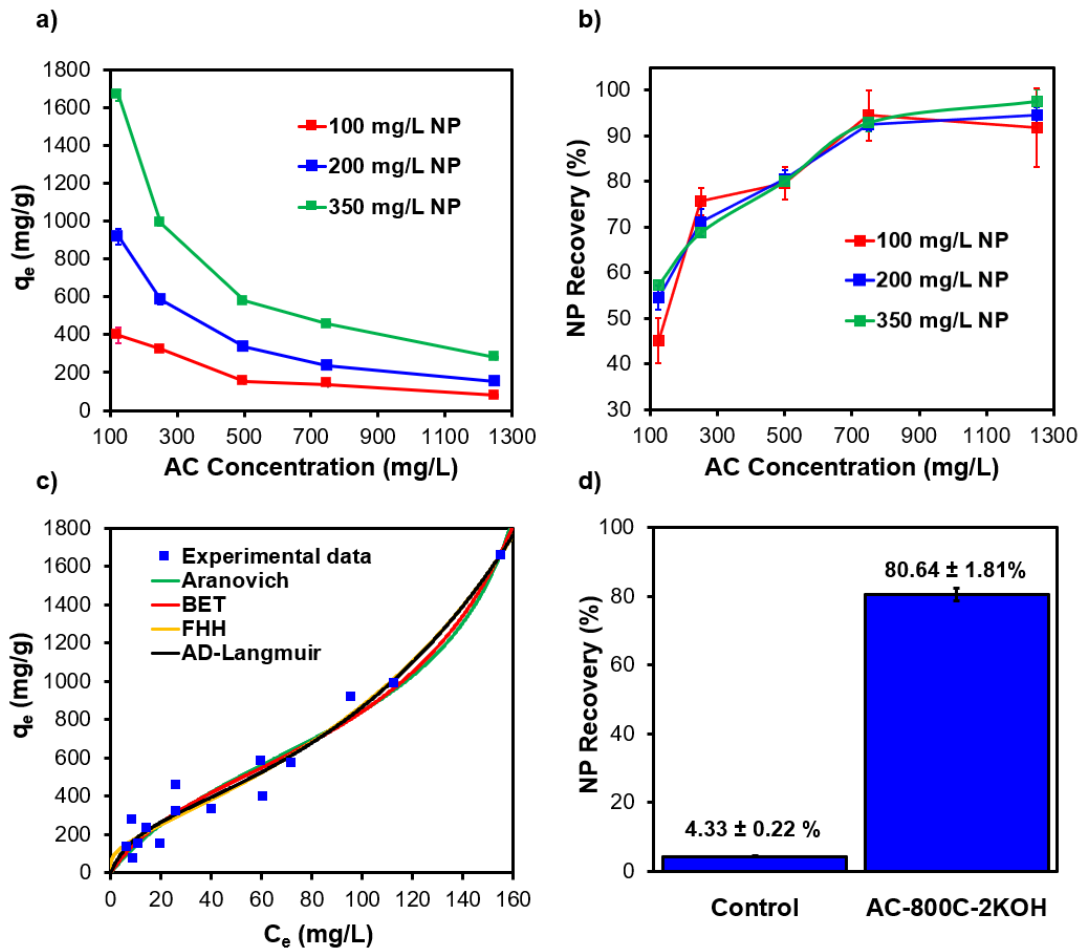 a)
1800
1600
1400
1200
1000
800
600
400
200
0
qe (mg/g)
100 mg/L NP
200 mg/L NP
350 mg/L NP
100 300 500 700 900 1100 1300
AC Concentration (mg/L)
b)
100
90
80
70
60
50
40
30
NP Recovery (%)
100 mg/L NP
200 mg/L NP
350 mg/L NP
100 300 500 700 900 1100 1300
AC Concentration (mg/L)
c)
1800
1600
1400
1200
1000
800
600
400
200
0
qe (mg/g)
Experimental data
Aranovich
BET
FHH
AD-Langmuir
0 20 40 60 80 100 120 140 160
Ce (mg/L)
d)
100
80
60
40
20
0
NP Recovery (%)
80.64 ± 1.81%
4.33 ± 0.22 %
Control AC-800C-2KOH